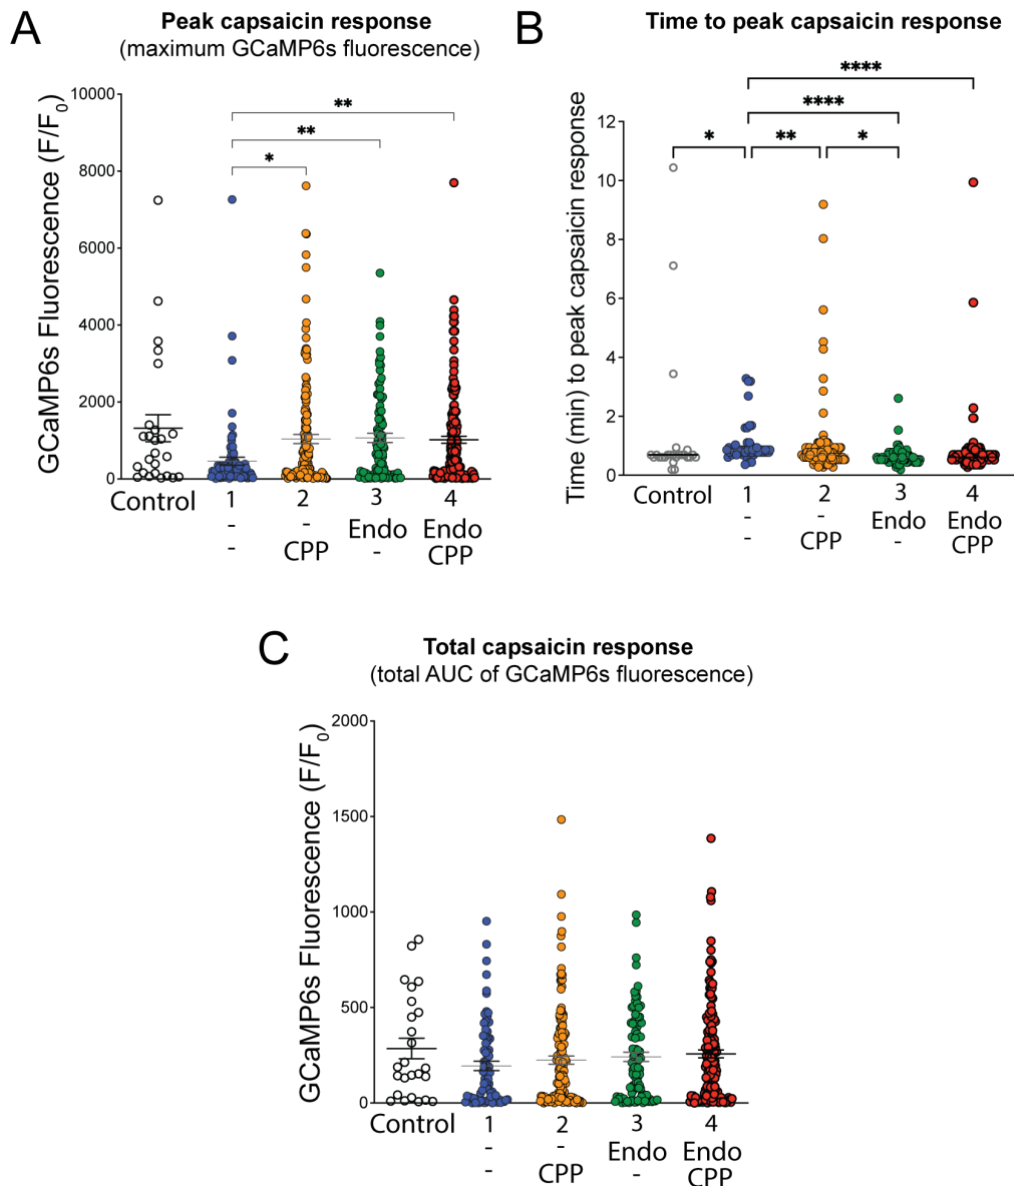 A
Peak capsaicin response
(maximum GCaMP6s fluorescence)
GCaMP6s Fluorescence (F/F0)
10000
8000
6000
4000
2000
0
**
**
*
Control 1 2 3 4
- - Endo Endo
- CPP - CPP
B
Time to peak capsaicin response
Time (min) to peak capsaicin response
12
10
8
6
4
2
0
****
****
* ** *
Control 1 2 3 4
- - Endo Endo
- CPP - CPP
C
Total capsaicin response
(total AUC of GCaMP6s fluorescence)
GCaMP6s Fluorescence (F/F0)
2000
1500
1000
500
0
Control 1 2 3 4
- - Endo Endo
- CPP - CPP